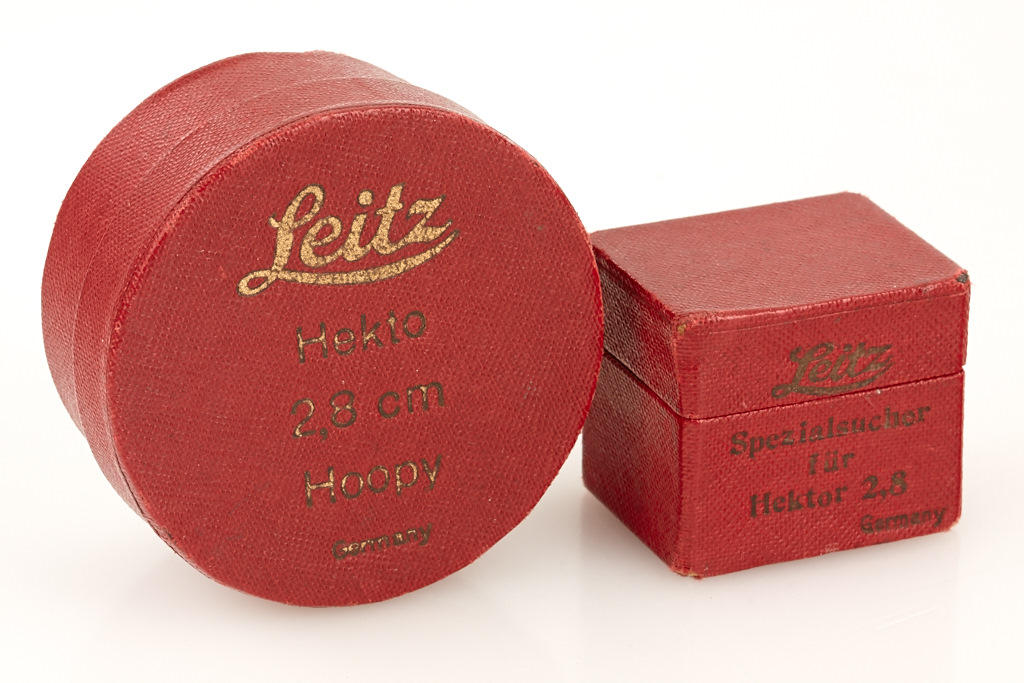 Leitz
Hekto
2,8 cm
Hoopy
Germany
Leitz
Spezialsucher
für
Hektor 2,8
Germany